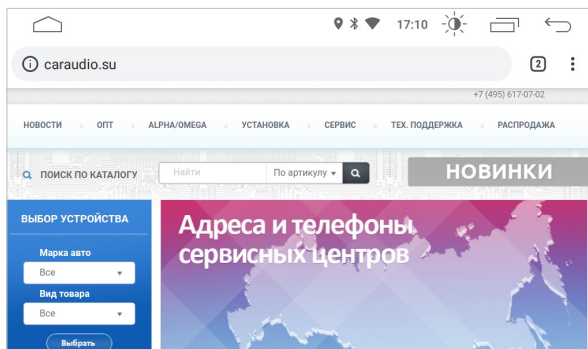 17:10
caraudio.su
2
+7 (495) 617-07-02
НОВОСТИ ОПТ ALPHA/OMEGA УСТАНОВКА СЕРВИС ТЕХ. ПОДДЕРЖКА РАСПРОДАЖА
ПОИСК ПО КАТАЛОГУ Найти По артикулу НОВИНКИ
ВЫБОР УСТРОЙСТВА
Марка авто
Все
Вид товара
Все
Выбрать
Адреса и телефоны
сервисных центров